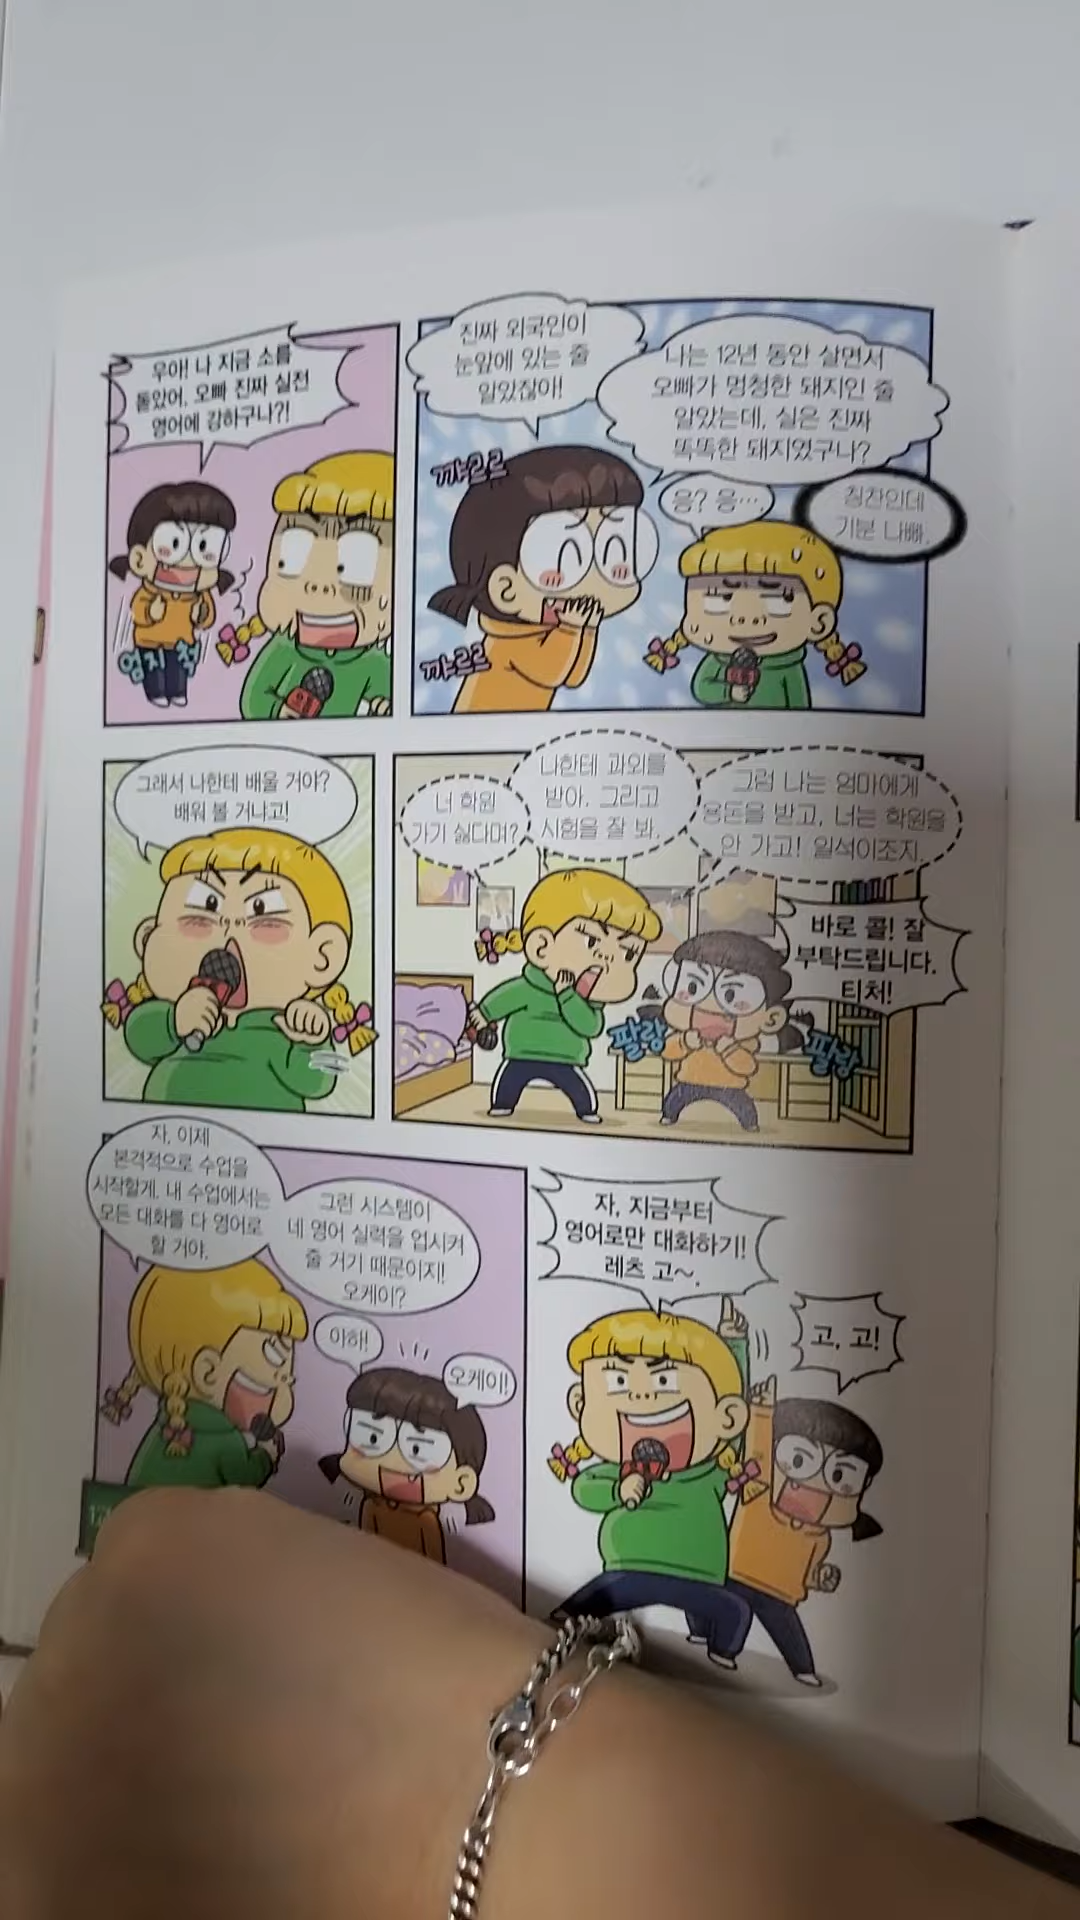 우아! 나 지금 소름
돋았어. 오빠 진짜 실전
영어에 강하구나?!
엄지 척
진짜 외국인이
눈앞에 있는 줄
알았잖아!
나는 12년 동안 살면서
오빠가 멍청한 돼지인 줄
알았는데, 실은 진짜
똑똑한 돼지였구나?
꺄르르
꺄르르
응? 응…
칭찬인데
기분 나빠.
그래서 나한테 배울 거야?
배워 볼 거냐고!
너 학원
가기 싫다며?
나한테 과외를
받아. 그리고
시험을 잘 봐.
그럼 나는 엄마에게
용돈을 받고, 너는 학원을
안 가고! 일석이조지.
바로 콜! 잘
부탁드립니다.
티처!
팔랑
팔랑
자, 이제
본격적으로 수업을
시작할게. 내 수업에서는
모든 대화를 다 영어로
할 거야.
그런 시스템이
네 영어 실력을 업시켜
줄 거기 때문이지!
오케이?
아하!
오케이!
자, 지금부터
영어로만 대화하기!
레츠 고~.
고, 고!